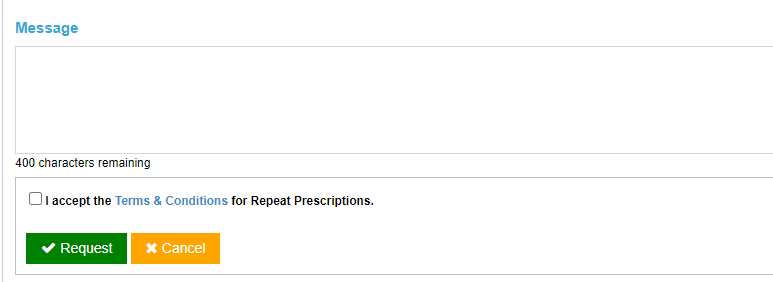 Message
400 characters remaining
I accept the Terms & Conditions for Repeat Prescriptions.
Request Cancel